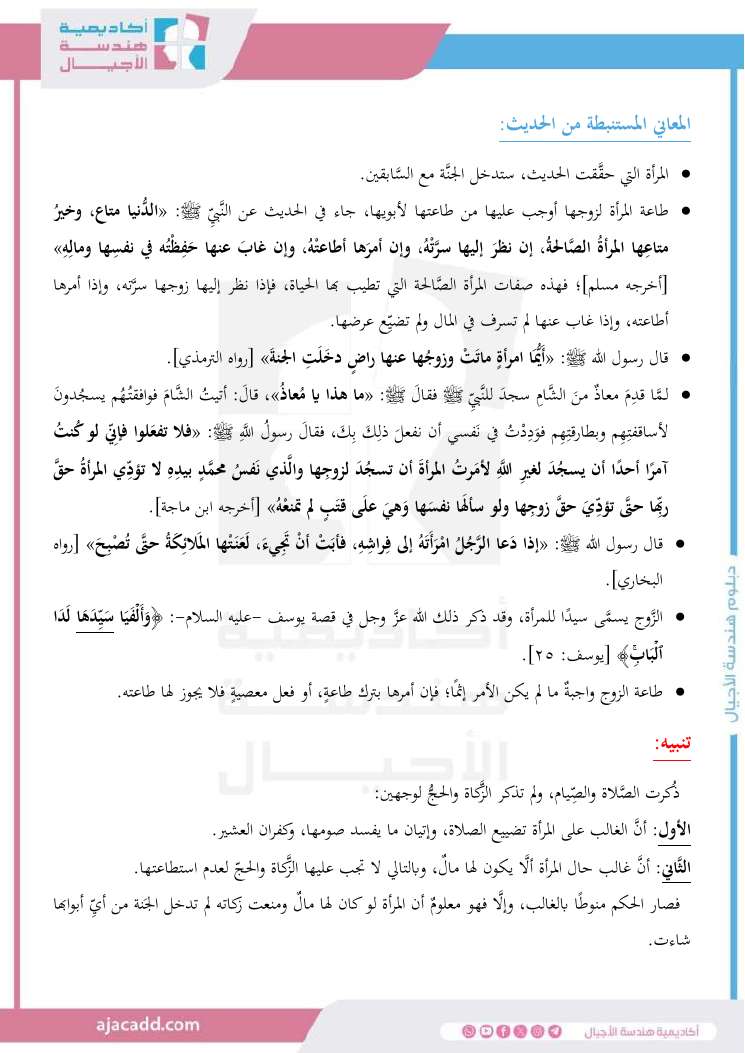 أكاديمية
هندسة
الأجيال
المعاني المستنبطة من الحديث:
• المرأة التي حقَّقت الحديث، ستدخل الجنَّة مع السَّابقين.
• طاعة المرأة لزوجها أوجب عليها من طاعتها لأبويها، جاء في الحديث عن النَّبيِّ ﷺ: «الدُّنيا متاع، وخيرُ
متاعِها المرأةُ الصَّالحةُ، إن نظرَ إليها سرَّتْهُ، وإن أمرَها أطاعتْهُ، وإن غابَ عنها حَفِظَتْه في نفسِها ومالِهِ»
[أخرجه مسلم]؛ فهذه صفات المرأة الصَّالحة التي تطيب بها الحياة، فإذا نظر إليها زوجها سرَّته، وإذا أمرها
أطاعته، وإذا غاب عنها لم تسرف في المال ولم تضيِّع عرضها.
• قال رسول الله ﷺ: «أَيُّمَا امرأةٍ ماتَتْ وزوجُها عنها راضٍ دخلَتِ الجنةَ» [رواه الترمذي].
• لـمَّا قدِمَ معاذٌ منَ الشَّامِ سجدَ للنَّبيِّ ﷺ فقالَ ﷺ: «ما هذا يا مُعاذُ»، قالَ: أتيتُ الشَّامَ فوافقتُهُم يسجُدونَ
لأساقفتِهِم وبطارقتِهِم فوَدِدْتُ في نَفسي أن نفعلَ ذلِكَ بِكَ، فقالَ رسولُ اللَّهِ ﷺ: «فلا تفعَلوا فإنِّي لو كنتُ
آمرًا أحدًا أن يسجُدَ لغيرِ اللَّهِ لأمَرتُ المرأةَ أن تسجُدَ لزوجِها والَّذي نَفسُ محمَّدٍ بيدِهِ لا تؤدِّي المرأةُ حقَّ
ربِّها حتَّى تؤدِّيَ حقَّ زوجِها ولو سألَها نفسَها وَهيَ علَى قتَبٍ لم تمنعْهُ» [أخرجه ابن ماجة].
• قال رسول الله ﷺ: «إذا دَعا الرَّجُلُ امْرَأَتَهُ إلى فِراشِهِ، فأبَتْ أنْ تَجِيءَ، لَعَنَتْها المَلائِكَةُ حتَّى تُصْبِحَ» [رواه
البخاري].
• الزَّوج يسمَّى سيدًا للمرأة، وقد ذكر ذلك الله عزَّ وجل في قصة يوسف -عليه السلام-: ﴿وَأَلْفَيَا سَيِّدَهَا لَدَا
ٱلْبَابِۚ﴾ [يوسف: ٢٥].
• طاعة الزوج واجبةٌ ما لم يكن الأمر إثمًا؛ فإن أمرها بترك طاعةٍ، أو فعل معصيةٍ فلا يجوز لها طاعته.
تنبيه:
ذُكرت الصَّلاة والصِّيام، ولم تذكر الزَّكاة والحجُّ لوجهين:
الأول: أنَّ الغالب على المرأة تضييع الصلاة، وإتيان ما يفسد صومها، وكفران العشير.
الثَّاني: أنَّ غالب حال المرأة ألَّا يكون لها مالٌ، وبالتالي لا تجب عليها الزَّكاة والحجّ لعدم استطاعتها.
فصار الحكم منوطًا بالغالب، وإلَّا فهو معلومٌ أن المرأة لو كان لها مالٌ ومنعت زكاته لم تدخل الجنة من أيِّ أبوابها
شاءت.
دبلوم هندسة الأجيال
أكاديمية
هندسة
الأجيال
ajacadd.com
أكاديمية هندسة الأجيال